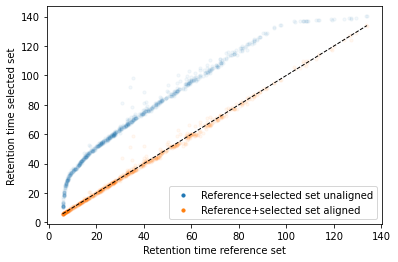 140
120
100
80
60
40
20
0
Retention time selected set
Reference+selected set unaligned
Reference+selected set aligned
0 20 40 60 80 100 120 140
Retention time reference set